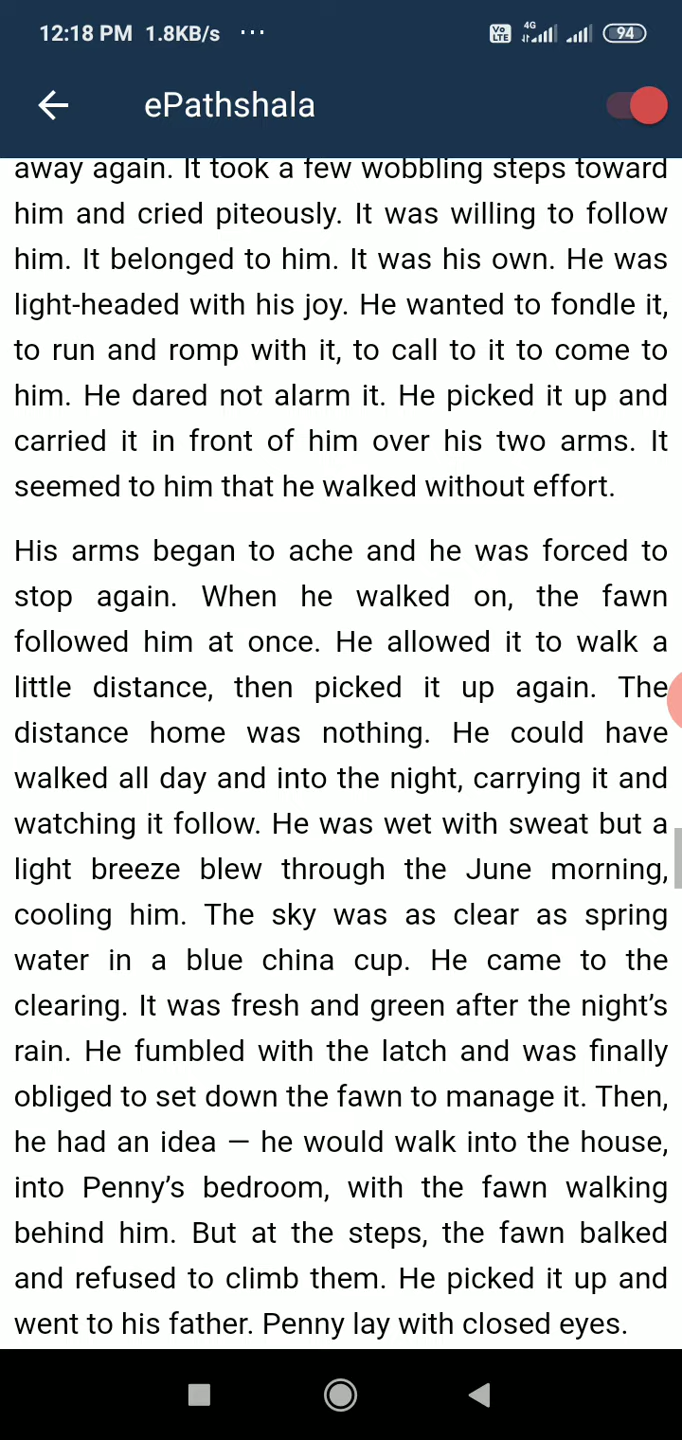 12:18 PM 1.8KB/s ...
Vo LTE 4G 94
ePathshala
away again. It took a few wobbling steps toward
him and cried piteously. It was willing to follow
him. It belonged to him. It was his own. He was
light-headed with his joy. He wanted to fondle it,
to run and romp with it, to call to it to come to
him. He dared not alarm it. He picked it up and
carried it in front of him over his two arms. It
seemed to him that he walked without effort.
His arms began to ache and he was forced to
stop again. When he walked on, the fawn
followed him at once. He allowed it to walk a
little distance, then picked it up again. The
distance home was nothing. He could have
walked all day and into the night, carrying it and
watching it follow. He was wet with sweat but a
light breeze blew through the June morning,
cooling him. The sky was as clear as spring
water in a blue china cup. He came to the
clearing. It was fresh and green after the night’s
rain. He fumbled with the latch and was finally
obliged to set down the fawn to manage it. Then,
he had an idea — he would walk into the house,
into Penny’s bedroom, with the fawn walking
behind him. But at the steps, the fawn balked
and refused to climb them. He picked it up and
went to his father. Penny lay with closed eyes.